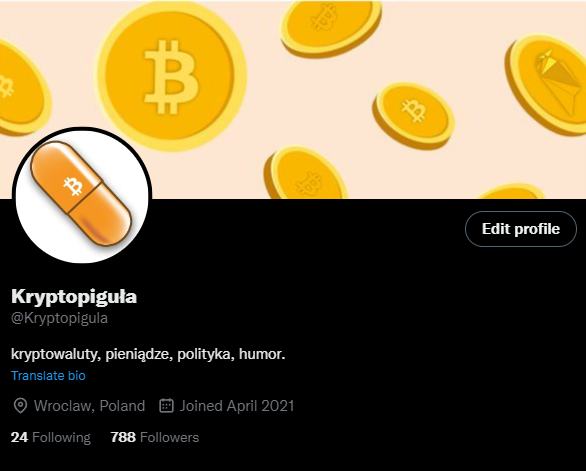 Edit profile
Kryptopiguła
@Kryptopigula
kryptowaluty, pieniądze, polityka, humor.
Translate bio
Wroclaw, Poland Joined April 2021
24 Following 788 Followers